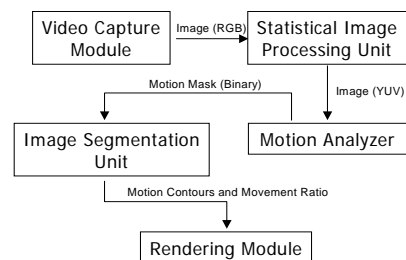 Video Capture
Module
Image (RGB)
Statistical Image
Processing Unit
Image (YUV)
Motion Mask (Binary)
Image Segmentation
Unit
Motion Analyzer
Motion Contours and Movement Ratio
Rendering Module